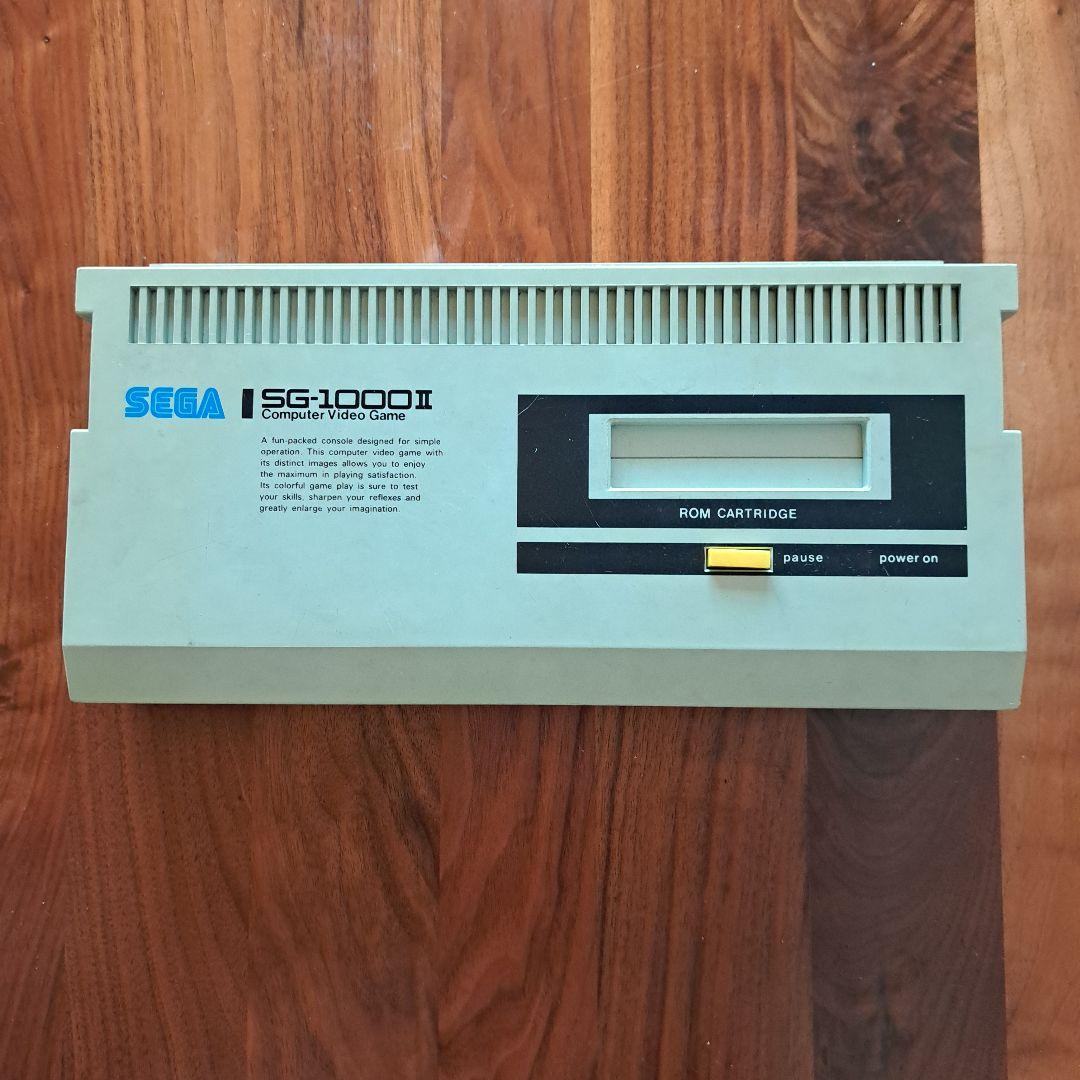 SEGA
SG-1000II
Computer Video Game
A fun-packed console designed for simple
operation. This computer video game with
its distinct images allows you to enjoy
the maximum in playing satisfaction.
Its colorful game play is sure to test
your skills, sharpen your reflexes and
greatly enlarge your imagination.
ROM CARTRIDGE
pause
power on